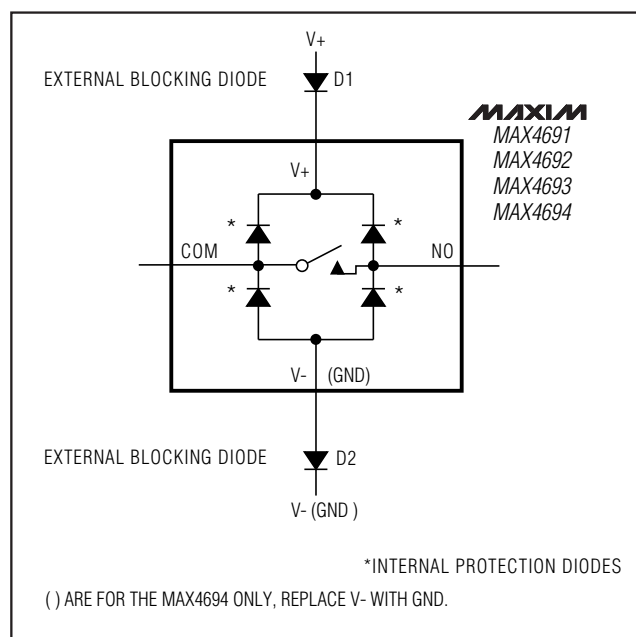 V+
EXTERNAL BLOCKING DIODE
D1
MAXIM
MAX4691
MAX4692
MAX4693
MAX4694
V+
*
*
COM
NO
*
*
V- (GND)
EXTERNAL BLOCKING DIODE
D2
V- (GND )
*INTERNAL PROTECTION DIODES
( ) ARE FOR THE MAX4694 ONLY, REPLACE V- WITH GND.